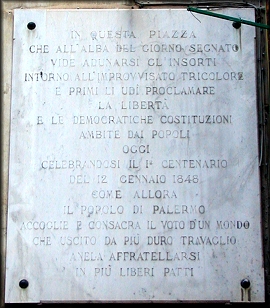 IN QUESTA PIAZZA
CHE ALL'ALBA DEL GIORNO SEGNATO
VIDE ADUNARSI GL'INSORTI
INTORNO ALL'IMPROVVISATO TRICOLORE
E PRIMI LI UDÌ PROCLAMARE
LA LIBERTÀ
E LE DEMOCRATICHE COSTITUZIONI
AMBITE DAI POPOLI
OGGI
CELEBRANDOSI IL 1° CENTENARIO
DEL 12 GENNAIO 1848
COME ALLORA
IL POPOLO DI PALERMO
ACCOGLIE E CONSACRA IL VOTO D'UN MONDO
CHE USCITO DA PIÙ DURO TRAVAGLIO
ANELA AFFRATELLARSI
IN PIÙ LIBERI PATTI